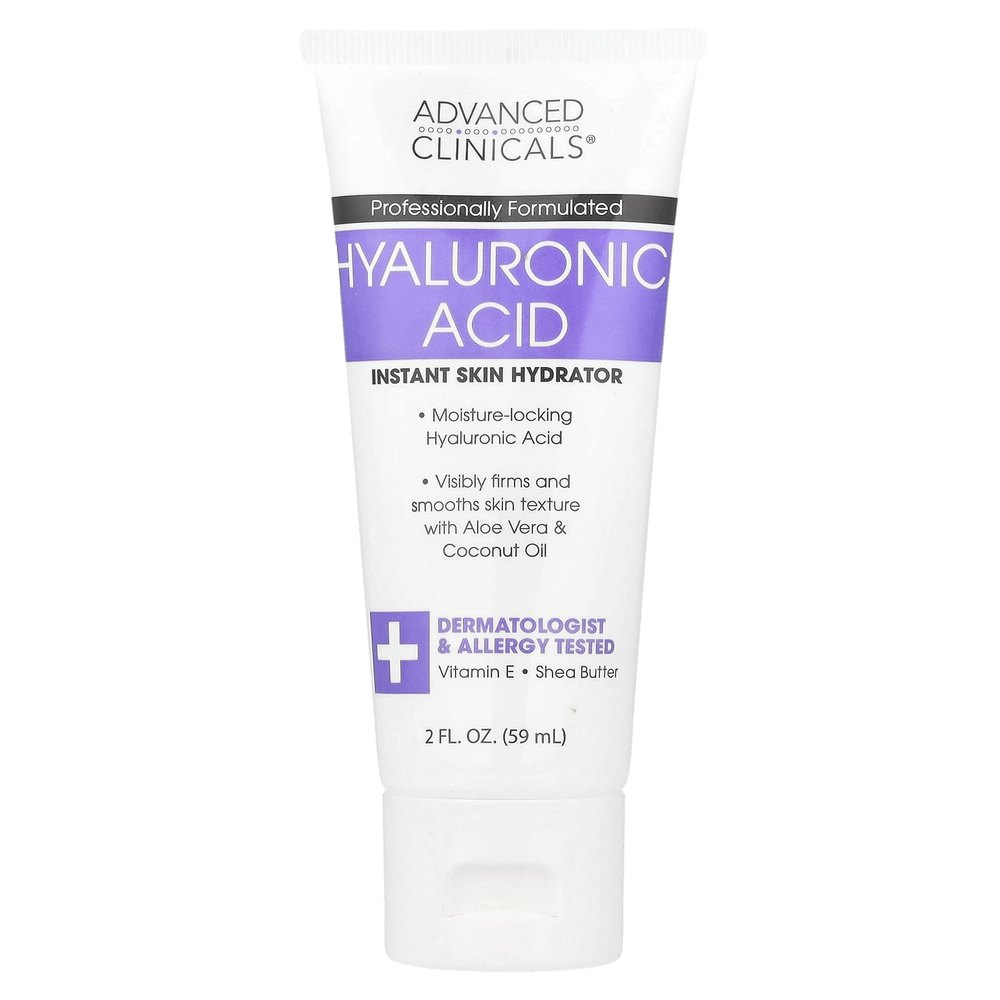 ADVANCED
CLINICALS®
Professionally Formulated
HYALURONIC
ACID
INSTANT SKIN HYDRATOR
• Moisture-locking
Hyaluronic Acid
• Visibly firms and
smooths skin texture
with Aloe Vera &
Coconut Oil
DERMATOLOGIST
& ALLERGY TESTED
Vitamin E • Shea Butter
2 FL. OZ. (59 mL)